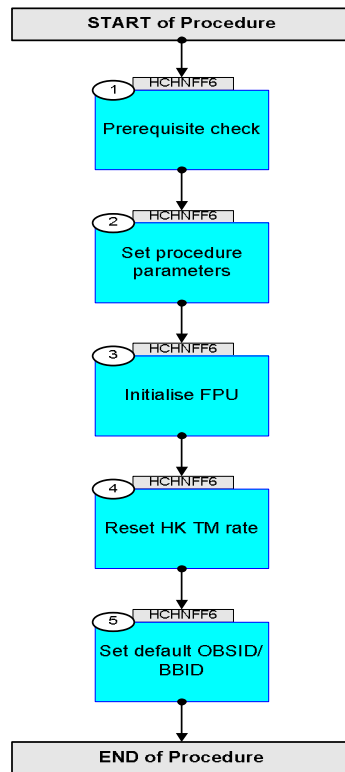 START of Procedure
HCHNFF6
1
Prerequisite check
HCHNFF6
2
Set procedure
parameters
HCHNFF6
3
Initialise FPU
HCHNFF6
4
Reset HK TM rate
HCHNFF6
5
Set default OBSID/
BBID
END of Procedure